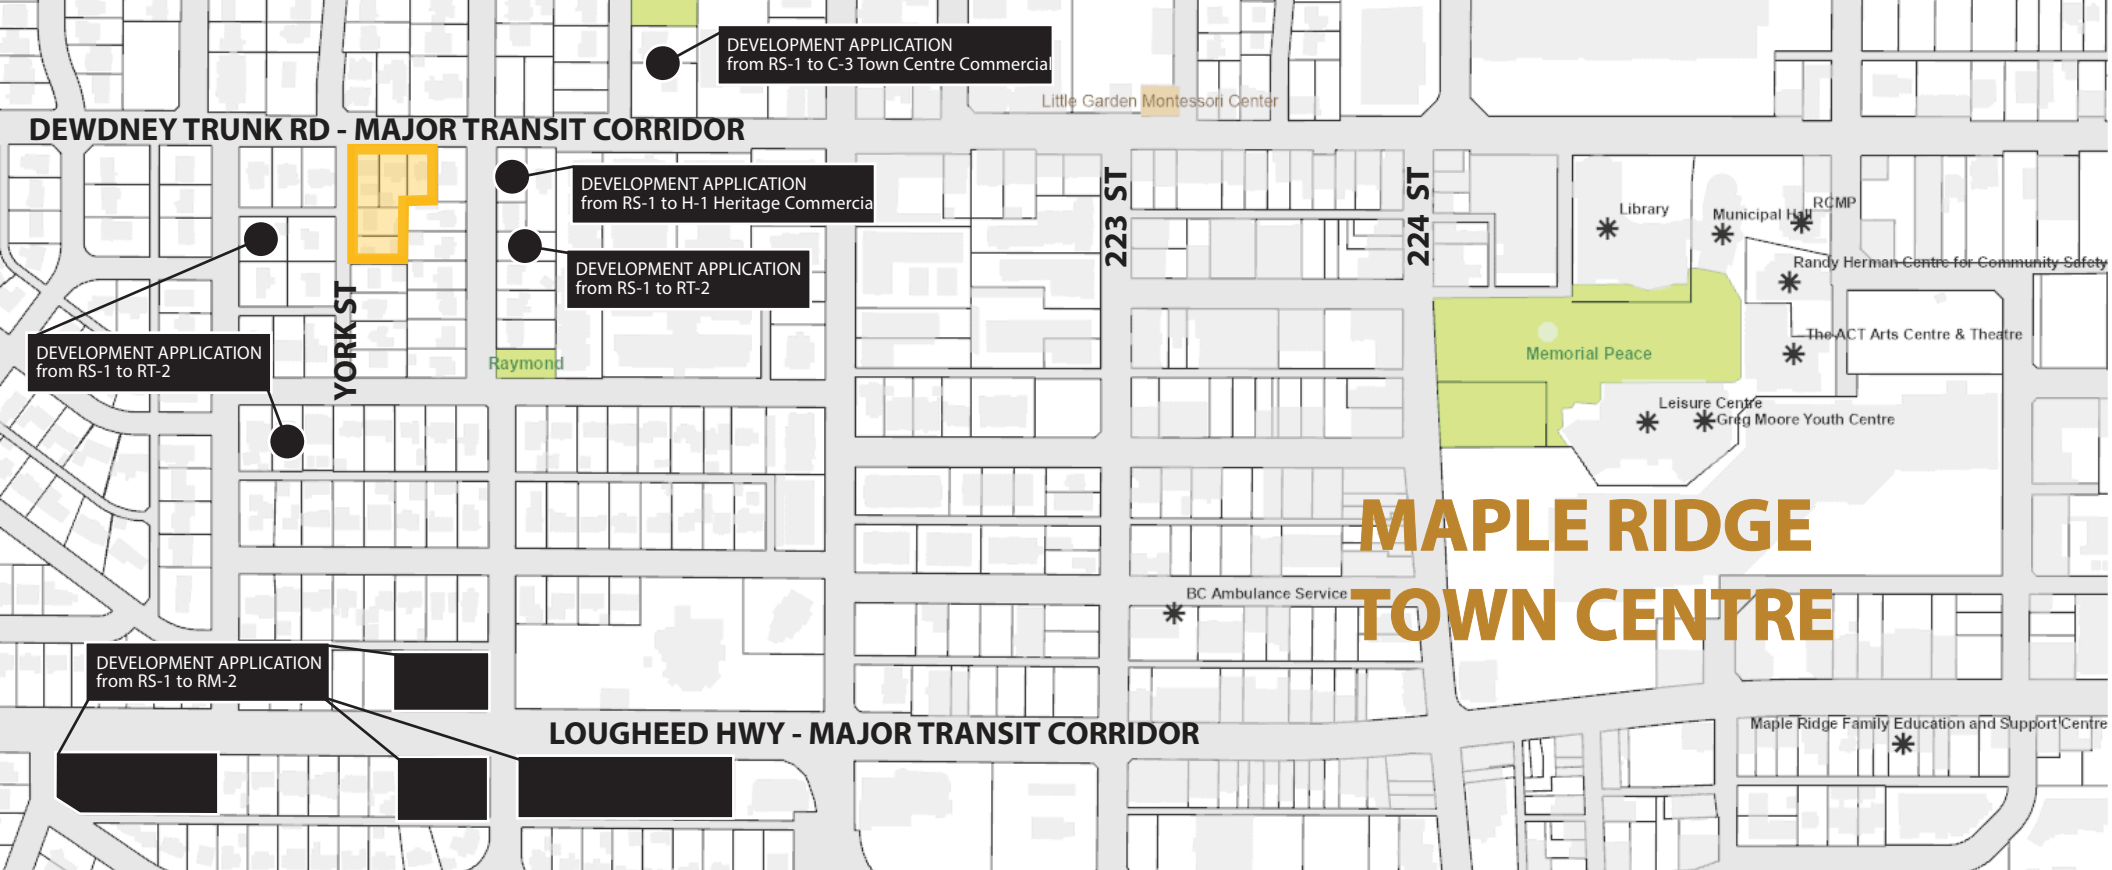 DEVELOPMENT APPLICATION
from RS-1 to C-3 Town Centre Commercial
Little Garden Montessori Center
DEWDNEY TRUNK RD - MAJOR TRANSIT CORRIDOR
DEVELOPMENT APPLICATION
from RS-1 to H-1 Heritage Commercia
223 ST
224 ST
Library
Municipal Hall
RCMP
DEVELOPMENT APPLICATION
from RS-1 to RT-2
Randy Herman Centre for Community Safety
YORK ST
DEVELOPMENT APPLICATION
from RS-1 to RT-2
Raymond
Memorial Peace
The ACT Arts Centre & Theatre
Leisure Centre
Greg Moore Youth Centre
MAPLE RIDGE
TOWN CENTRE
BC Ambulance Service
DEVELOPMENT APPLICATION
from RS-1 to RM-2
LOUGHEED HWY - MAJOR TRANSIT CORRIDOR
Maple Ridge Family Education and Support Centre